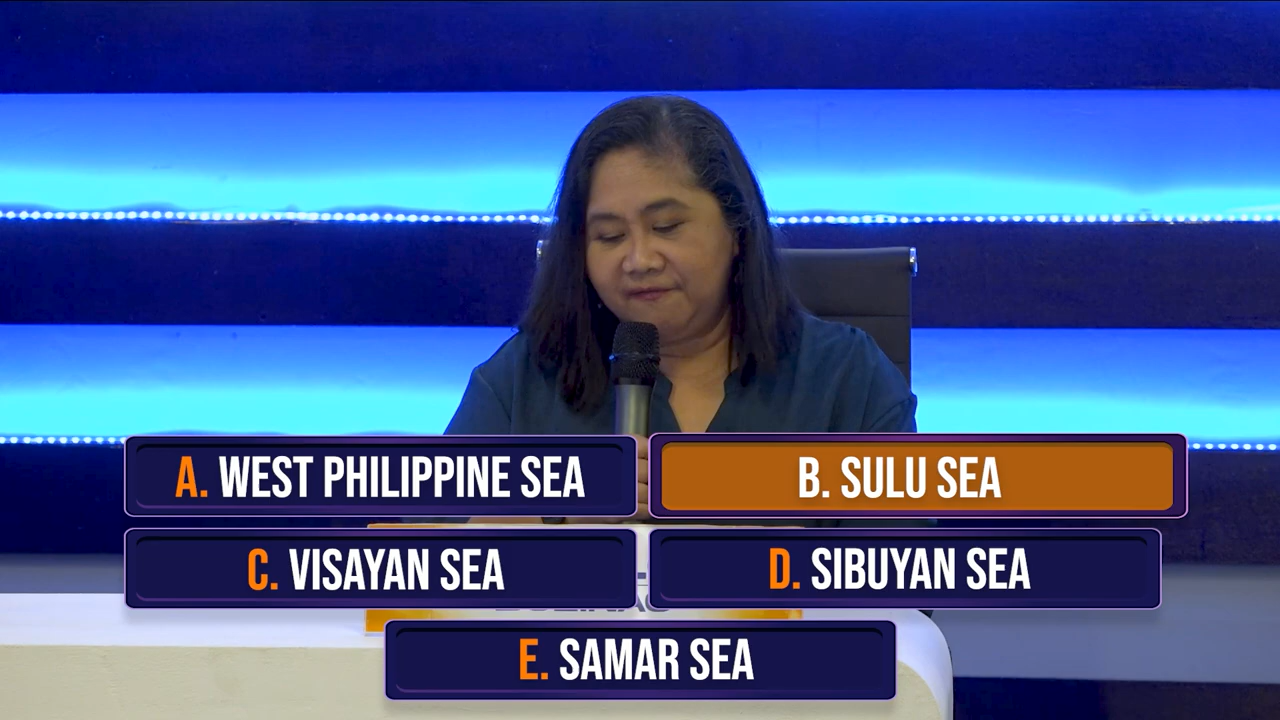 A. WEST PHILIPPINE SEA
B. SULU SEA
C. VISAYAN SEA
D. SIBUYAN SEA
E. SAMAR SEA